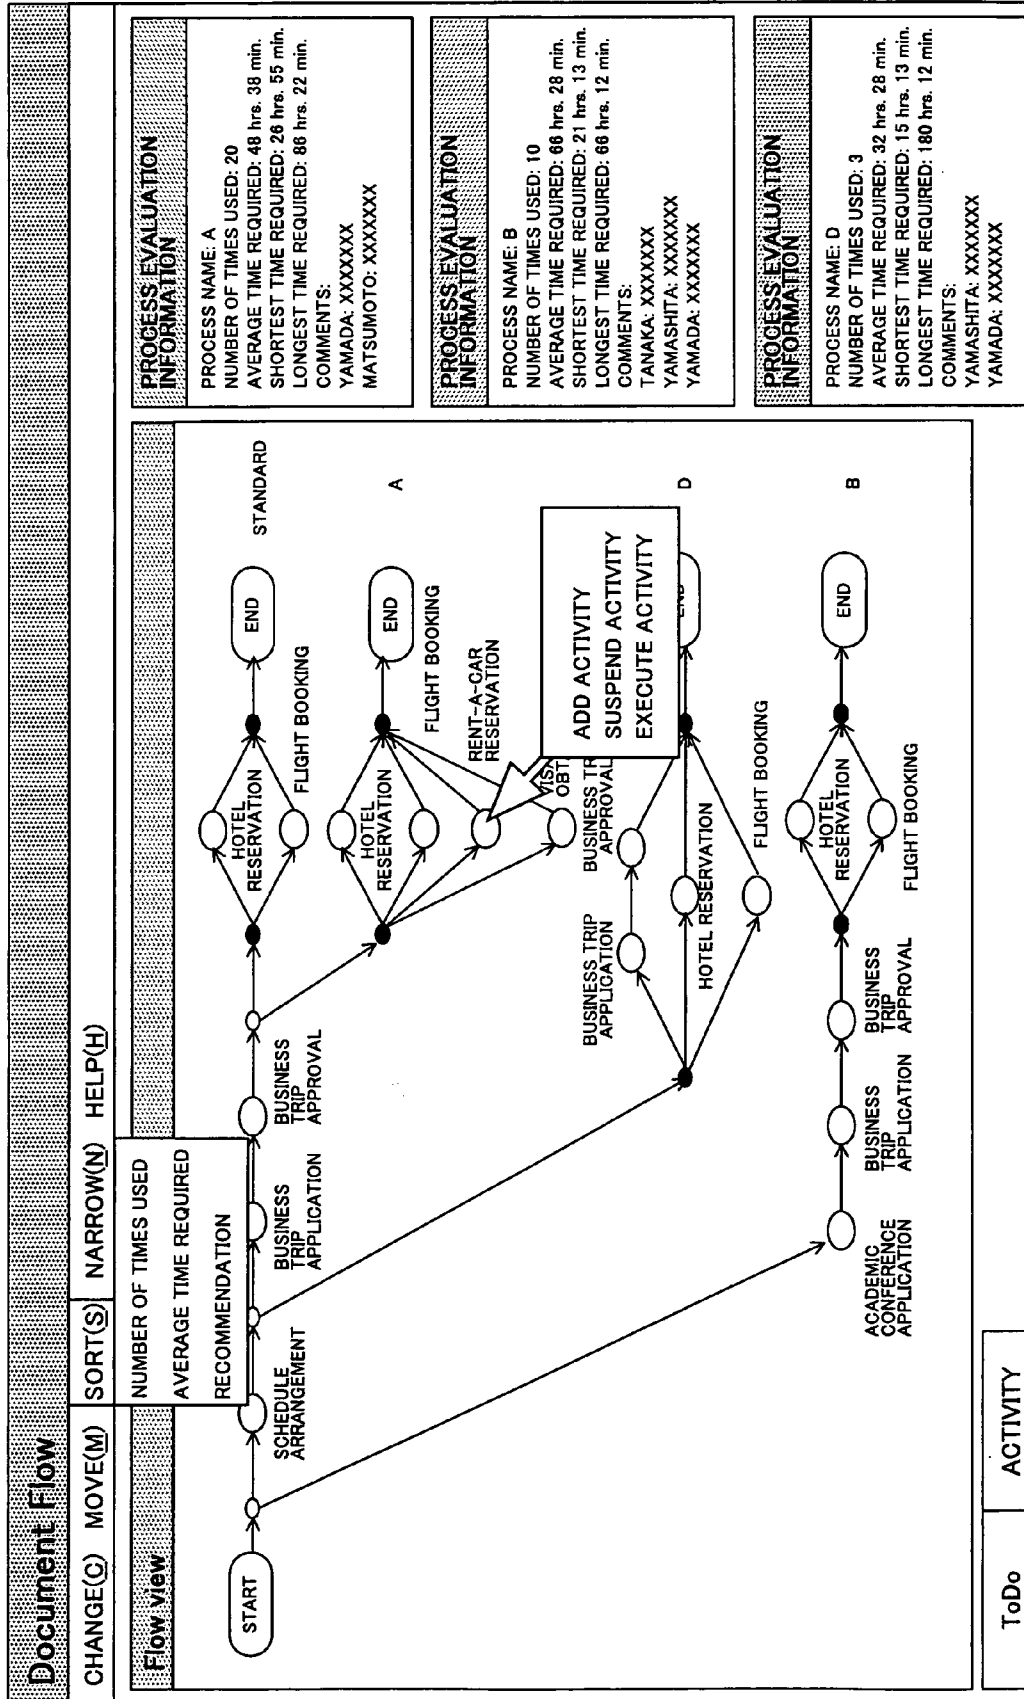 Document Flow
CHANGE(C) MOVE(M) SORT(S) NARROW(N) HELP(H)
NUMBER OF TIMES USED
AVERAGE TIME REQUIRED
RECOMMENDATION
Flow view
START
SCHEDULE
ARRANGEMENT
BUSINESS
TRIP
APPLICATION
BUSINESS
TRIP
APPROVAL
HOTEL
RESERVATION
FLIGHT BOOKING
END
STANDARD
HOTEL
RESERVATION
FLIGHT BOOKING
RENT-A-CAR
RESERVATION
END
A
ADD ACTIVITY
SUSPEND ACTIVITY
EXECUTE ACTIVITY
BUSINESS TRIP
APPLICATION
BUSINESS TR
APPROVAL
HOTEL RESERVATION
FLIGHT BOOKING
END
D
ACADEMIC
CONFERENCE
APPLICATION
BUSINESS
TRIP
APPLICATION
BUSINESS
TRIP
APPROVAL
HOTEL
RESERVATION
FLIGHT BOOKING
END
B
PROCESS EVALUATION
INFORMATION
PROCESS NAME: A
NUMBER OF TIMES USED: 20
AVERAGE TIME REQUIRED: 48 hrs. 38 min.
SHORTEST TIME REQUIRED: 26 hrs. 55 min.
LONGEST TIME REQUIRED: 86 hrs. 22 min.
COMMENTS:
YAMADA: XXXXXXX
MATSUMOTO: XXXXXXX
PROCESS EVALUATION
INFORMATION
PROCESS NAME: B
NUMBER OF TIMES USED: 10
AVERAGE TIME REQUIRED: 66 hrs. 28 min.
SHORTEST TIME REQUIRED: 21 hrs. 13 min.
LONGEST TIME REQUIRED: 66 hrs. 12 min.
COMMENTS:
TANAKA: XXXXXXX
YAMASHITA: XXXXXXX
YAMADA: XXXXXXX
PROCESS EVALUATION
INFORMATION
PROCESS NAME: D
NUMBER OF TIMES USED: 3
AVERAGE TIME REQUIRED: 32 hrs. 28 min.
SHORTEST TIME REQUIRED: 15 hrs. 13 min.
LONGEST TIME REQUIRED: 180 hrs. 12 min.
COMMENTS:
YAMASHITA: XXXXXXX
YAMADA: XXXXXXX
ToDo
ACTIVITY